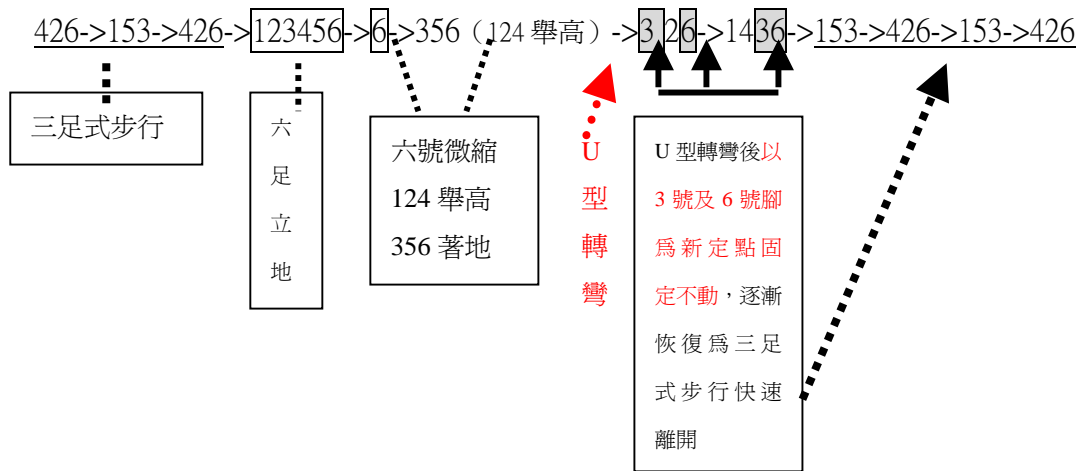 426->153->426->123456->6->356（124 舉高）->3 26->1436->153->426->153->426
三足式步行
六
足
立
地
六號微縮
124 舉高
356 著地
U
型
轉
彎
U 型轉彎後以
3 號及 6 號腳
為新定點固
定不動，逐漸
恢復為三足
式步行快速
離開